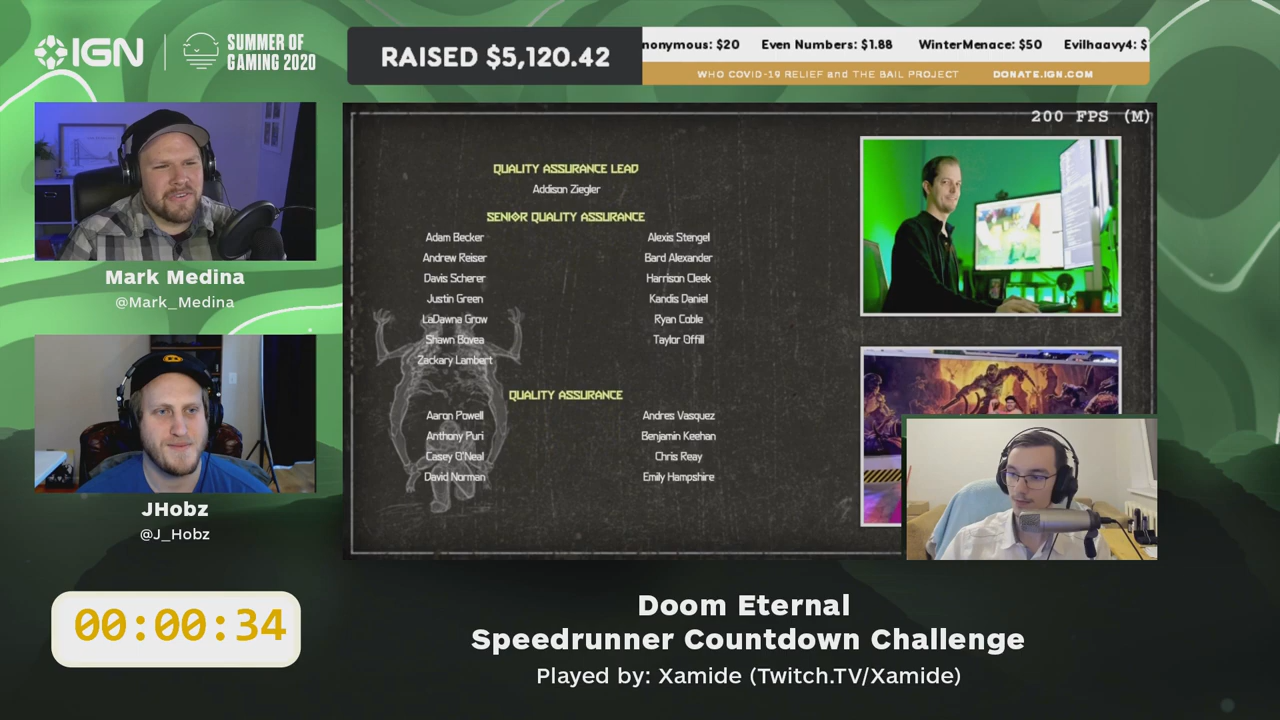 IGN
SUMMER OF
GAMING 2020
RAISED $5,120.42
nonymous: $20 Even Numbers: $1.88 WinterMenace: $50 Evilhaavy4: $
WHO COVID-19 RELIEF and THE BAIL PROJECT DONATE.IGN.COM
200 FPS (M)
QUALITY ASSURANCE LEAD
Addison Ziegler
SENIOR QUALITY ASSURANCE
Adam Becker Alexis Stengel
Andrew Reiser Bard Alexander
Davis Scherer Harrison Cleek
Justin Green Kandis Daniel
LaDawna Grow Ryan Coble
Shawn Bovea Taylor Offill
Zackary Lambert
QUALITY ASSURANCE
Aaron Powell Andres Vasquez
Anthony Puri Benjamin Keehan
Casey O'Neal Chris Reay
David Norman Emily Hampshire
Mark Medina
@Mark_Medina
JHobz
@J_Hobz
00:00:34
Doom Eternal
Speedrunner Countdown Challenge
Played by: Xamide (Twitch.TV/Xamide)